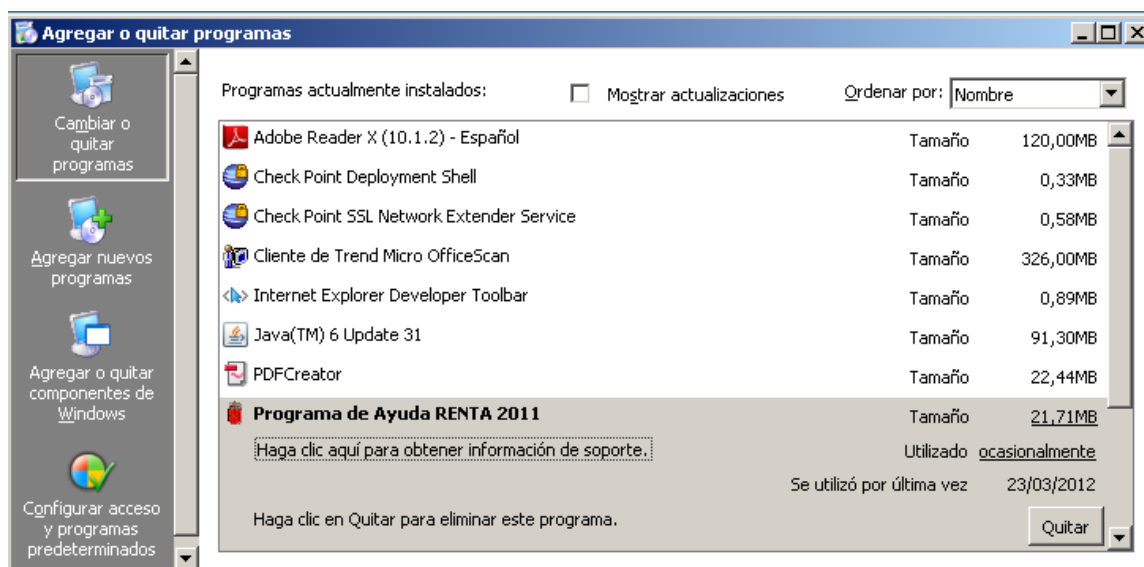 Agregar o quitar programas
Cambiar o
quitar
programas
Agregar nuevos
programas
Agregar o quitar
componentes de
Windows
Configurar acceso
y programas
predeterminados
Programas actualmente instalados: Mostrar actualizaciones Ordenar por: Nombre
Adobe Reader X (10.1.2) - Español Tamaño 120,00MB
Check Point Deployment Shell Tamaño 0,33MB
Check Point SSL Network Extender Service Tamaño 0,58MB
Cliente de Trend Micro OfficeScan Tamaño 326,00MB
Internet Explorer Developer Toolbar Tamaño 0,89MB
Java(TM) 6 Update 31 Tamaño 91,30MB
PDFCreator Tamaño 22,44MB
Programa de Ayuda RENTA 2011 Tamaño 21,71MB
Haga clic aquí para obtener información de soporte. Utilizado ocasionalmente
Se utilizó por última vez 23/03/2012
Haga clic en Quitar para eliminar este programa. Quitar